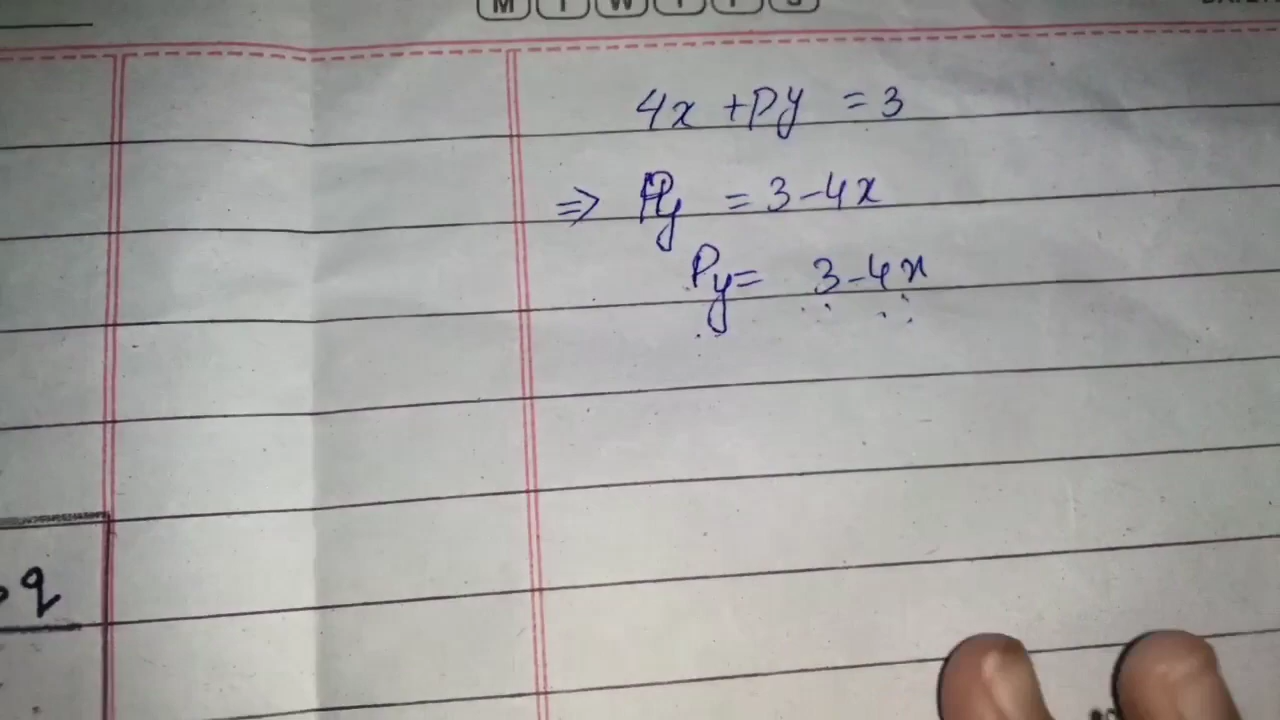 M T W T F S
4x + py = 3
⇒ Py = 3 - 4x
Py = 3 - 4x
q